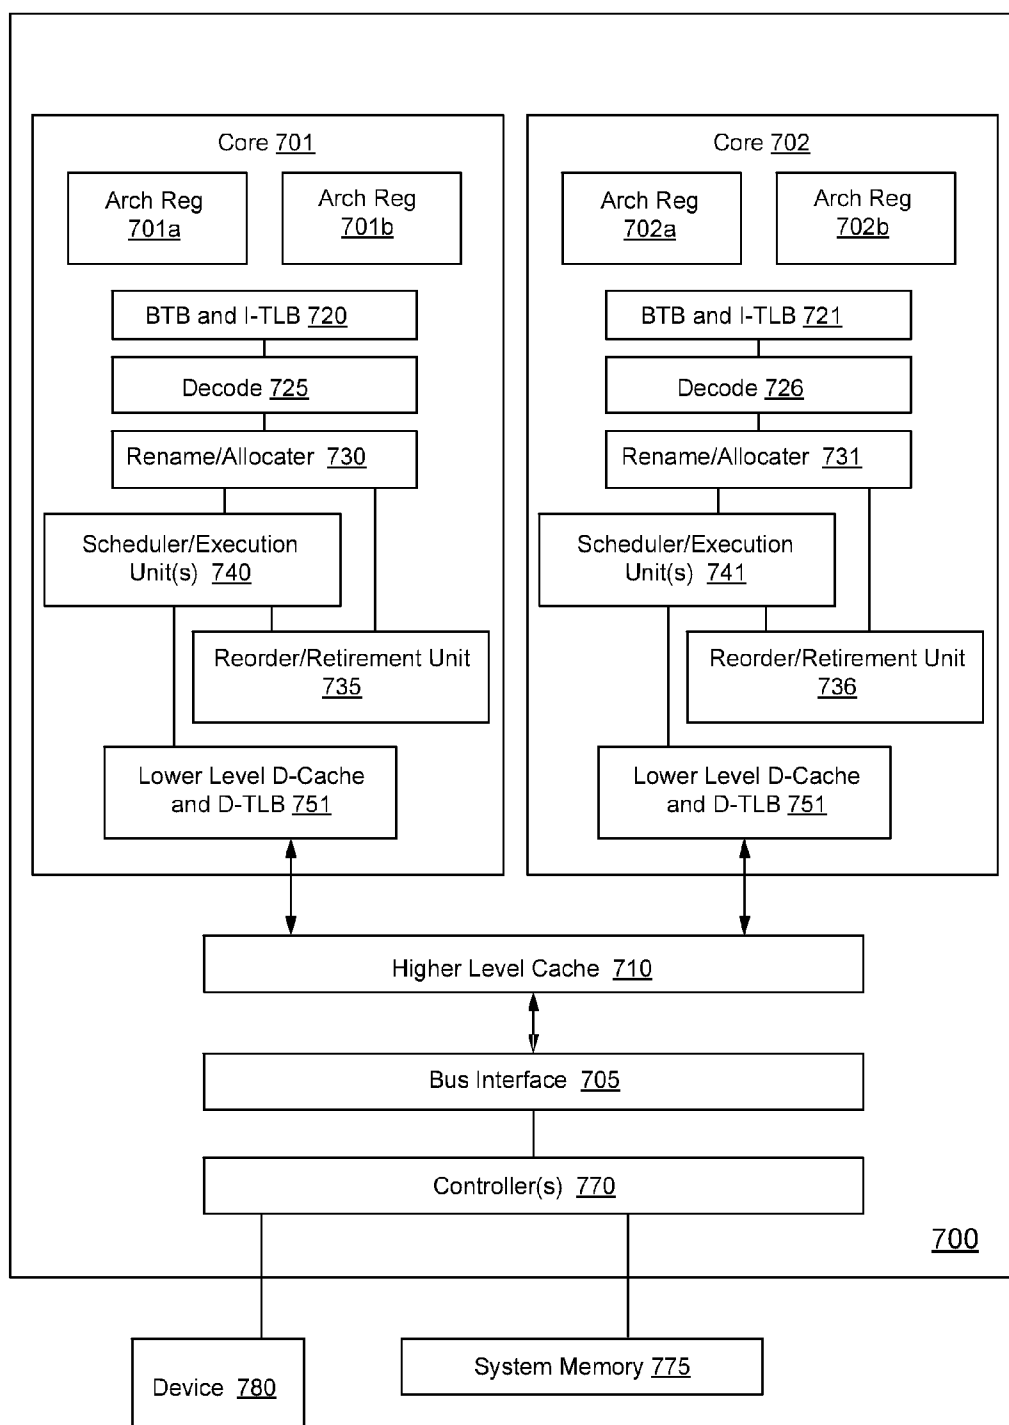 Core 701
Arch Reg
701a
Arch Reg
701b
BTB and I-TLB 720
Decode 725
Rename/Allocater 730
Scheduler/Execution
Unit(s) 740
Reorder/Retirement Unit
735
Lower Level D-Cache
and D-TLB 751
Core 702
Arch Reg
702a
Arch Reg
702b
BTB and I-TLB 721
Decode 726
Rename/Allocater 731
Scheduler/Execution
Unit(s) 741
Reorder/Retirement Unit
736
Lower Level D-Cache
and D-TLB 751
Higher Level Cache 710
Bus Interface 705
Controller(s) 770
700
Device 780
System Memory 775